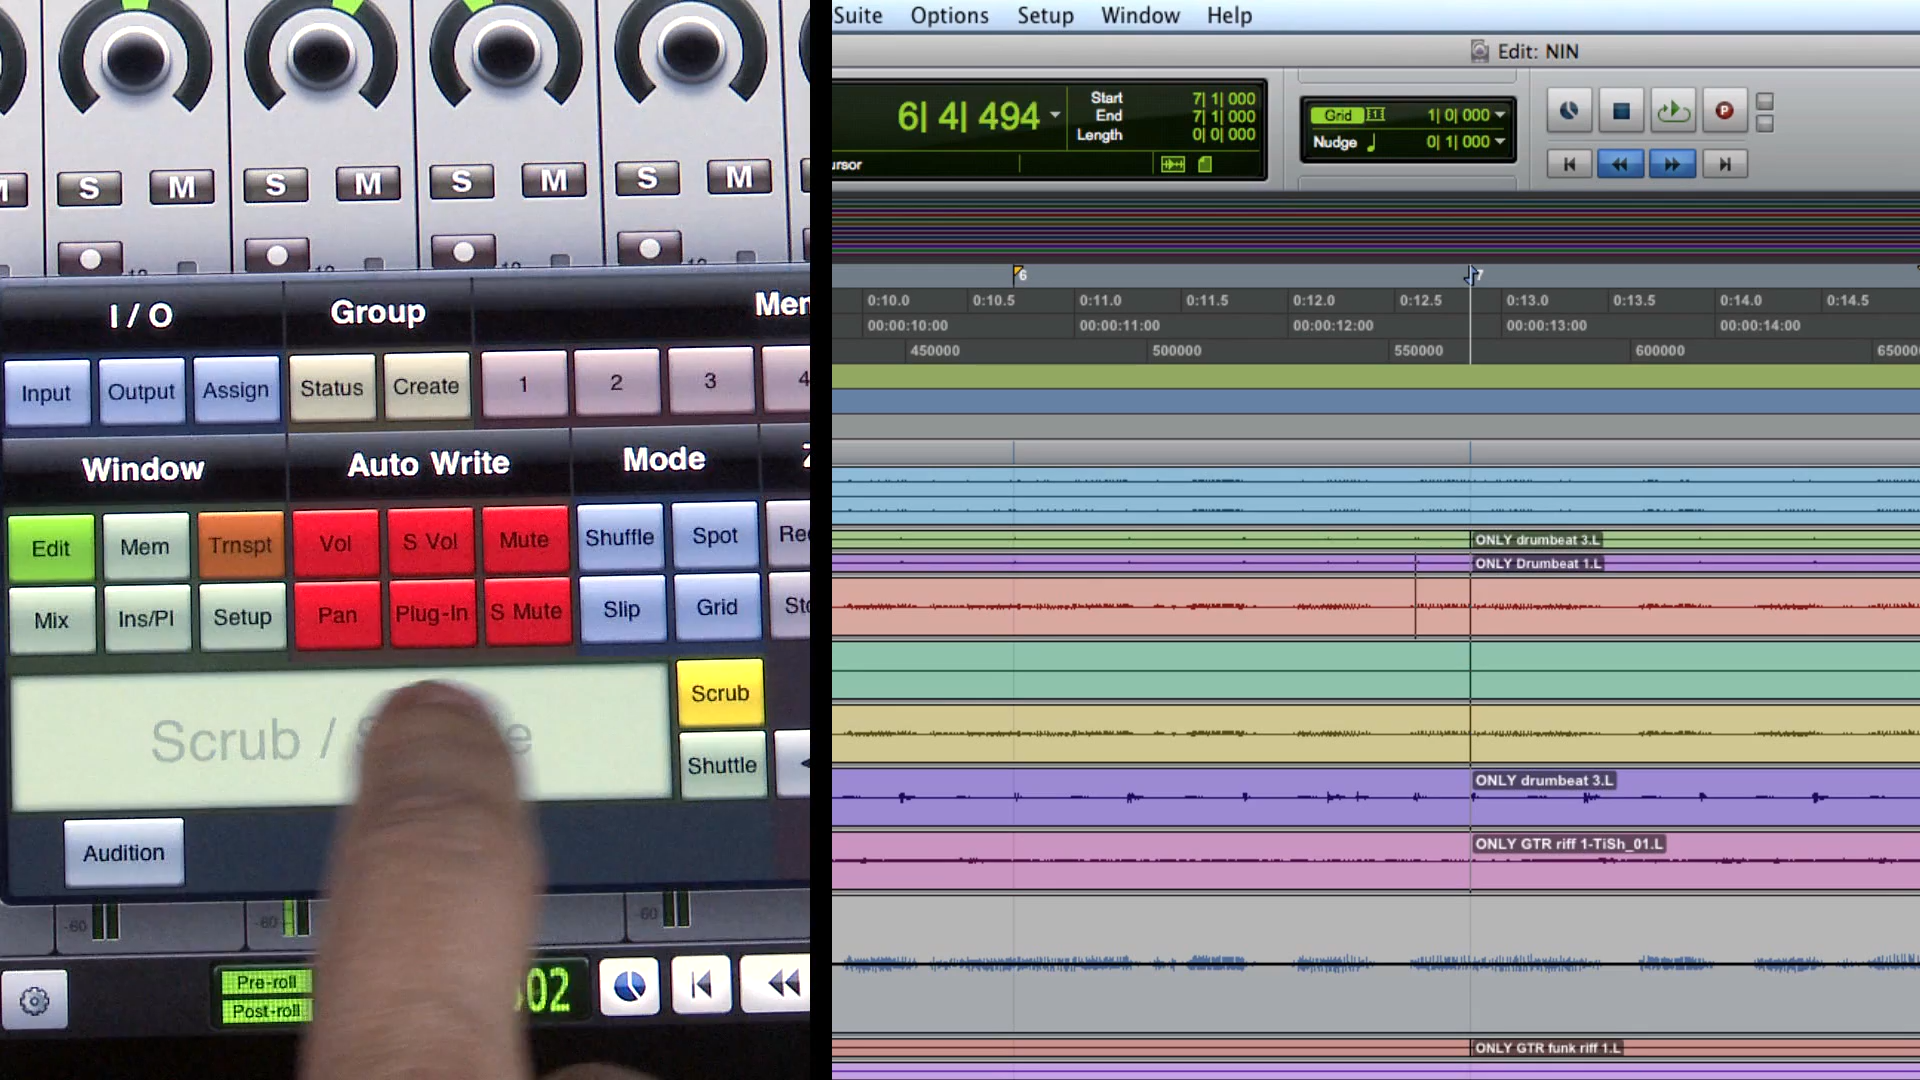 S M S M S M S M
I / O Group
Input Output Assign Status Create 1 2 3 4
Window Auto Write Mode
Edit Mem Trnspt Vol S Vol Mute Shuffle Spot
Mix Ins/Pl Setup Pan Plug-In S Mute Slip Grid
Scrub /
Scrub
Shuttle
Audition
-60 -60 -60
Pre-roll
Post-roll
02
Suite Options Setup Window Help
Edit: NIN
6| 4| 494
Start 7| 1| 000
End 7| 1| 000
Length 0| 0| 000
Grid 1| 0| 000
Nudge 0| 1| 000
P
6 7
0:10.0 0:10.5 0:11.0 0:11.5 0:12.0 0:12.5 0:13.0 0:13.5 0:14.0 0:14.5
00:00:10:00 00:00:11:00 00:00:12:00 00:00:13:00 00:00:14:00
450000 500000 550000 600000
ONLY drumbeat 3.L
ONLY Drumbeat 1.L
ONLY drumbeat 3.L
ONLY GTR riff 1-TiSh_01.L
ONLY GTR funk riff 1.L